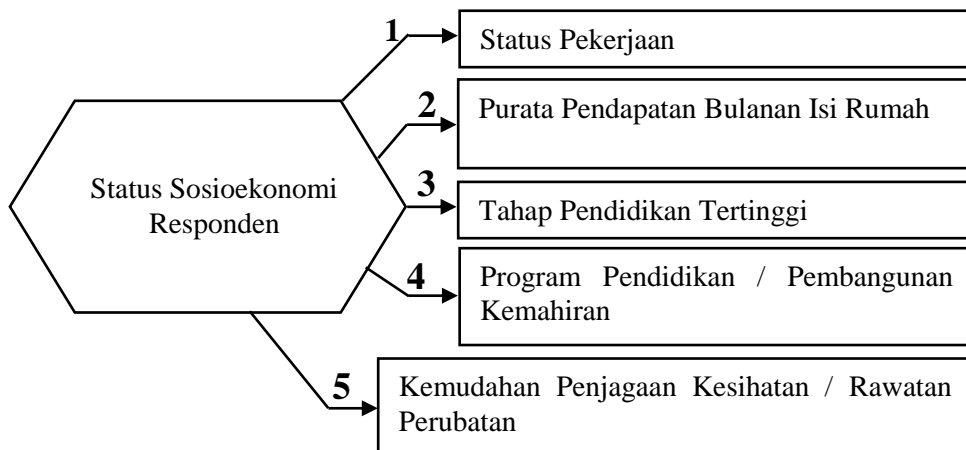 1
Status Pekerjaan
2
Purata Pendapatan Bulanan Isi Rumah
Status Sosioekonomi
Responden
3
Tahap Pendidikan Tertinggi
4
Program Pendidikan / Pembangunan
Kemahiran
5
Kemudahan Penjagaan Kesihatan / Rawatan
Perubatan